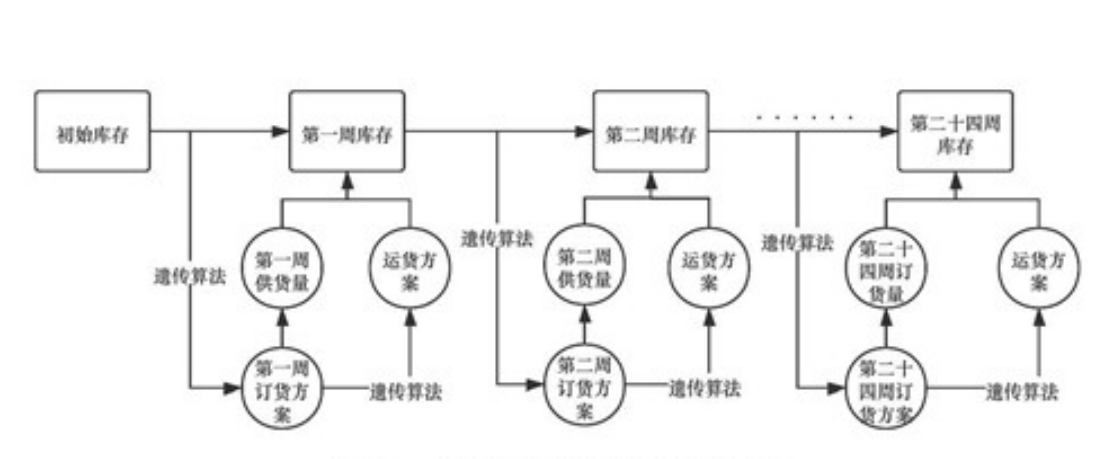 初始库存
第一周库存
第二周库存
······
第二十四周
库存
遗传算法
第一周
供货量
运货方
案
第一周
订货方
案
遗传算法
遗传算法
第二周
供货量
运货方
案
第二周
订货方
案
遗传算法
遗传算法
第二十
四周订
货量
运货方
案
第二十
四周订
货方案
遗传算法